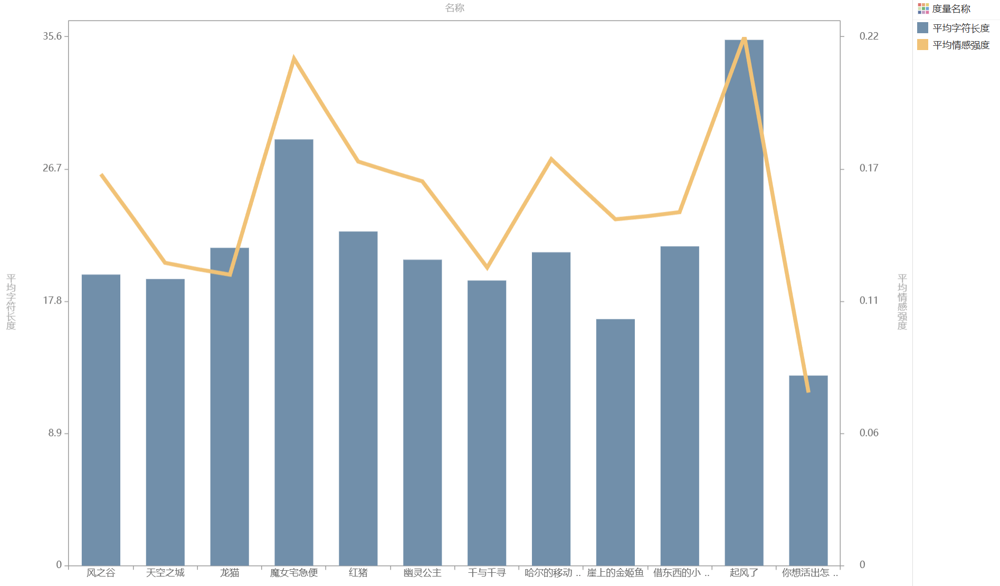 名称
度量名称
平均字符长度
平均情感强度
35.6
26.7
17.8
8.9
0
平均字符长度
0.22
0.17
0.11
0.06
0
平均情感强度
风之谷
天空之城
龙猫
魔女宅急便
红猪
幽灵公主
千与千寻
哈尔的移动 ..
崖上的金姬鱼
借东西的小 ..
起风了
你想活出怎 ..